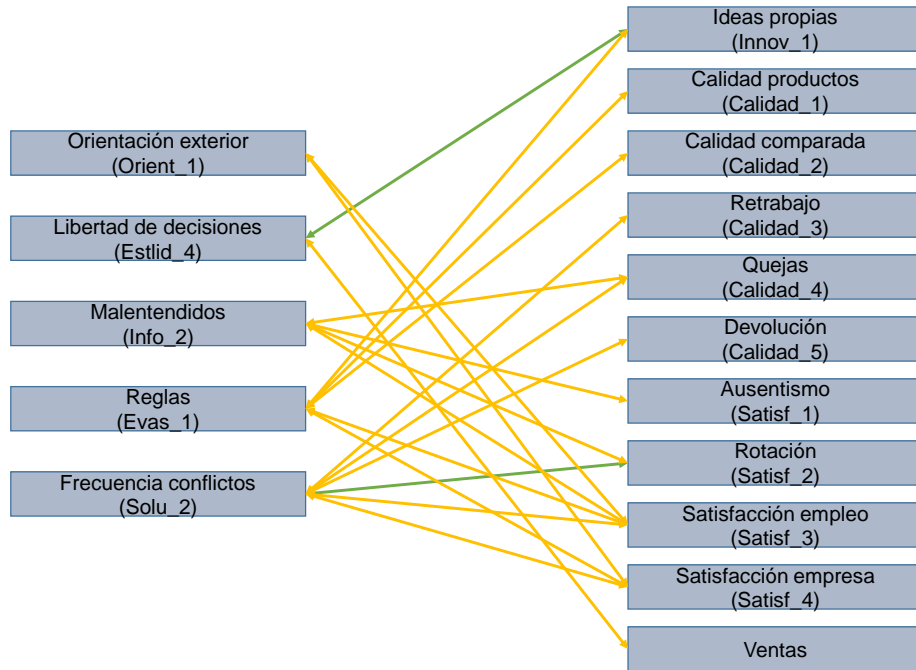 Orientación exterior
(Orient_1)
Libertad de decisiones
(Estlid_4)
Malentendidos
(Info_2)
Reglas
(Evas_1)
Frecuencia conflictos
(Solu_2)
Ideas propias
(Innov_1)
Calidad productos
(Calidad_1)
Calidad comparada
(Calidad_2)
Retrabajo
(Calidad_3)
Quejas
(Calidad_4)
Devolución
(Calidad_5)
Ausentismo
(Satisf_1)
Rotación
(Satisf_2)
Satisfacción empleo
(Satisf_3)
Satisfacción empresa
(Satisf_4)
Ventas